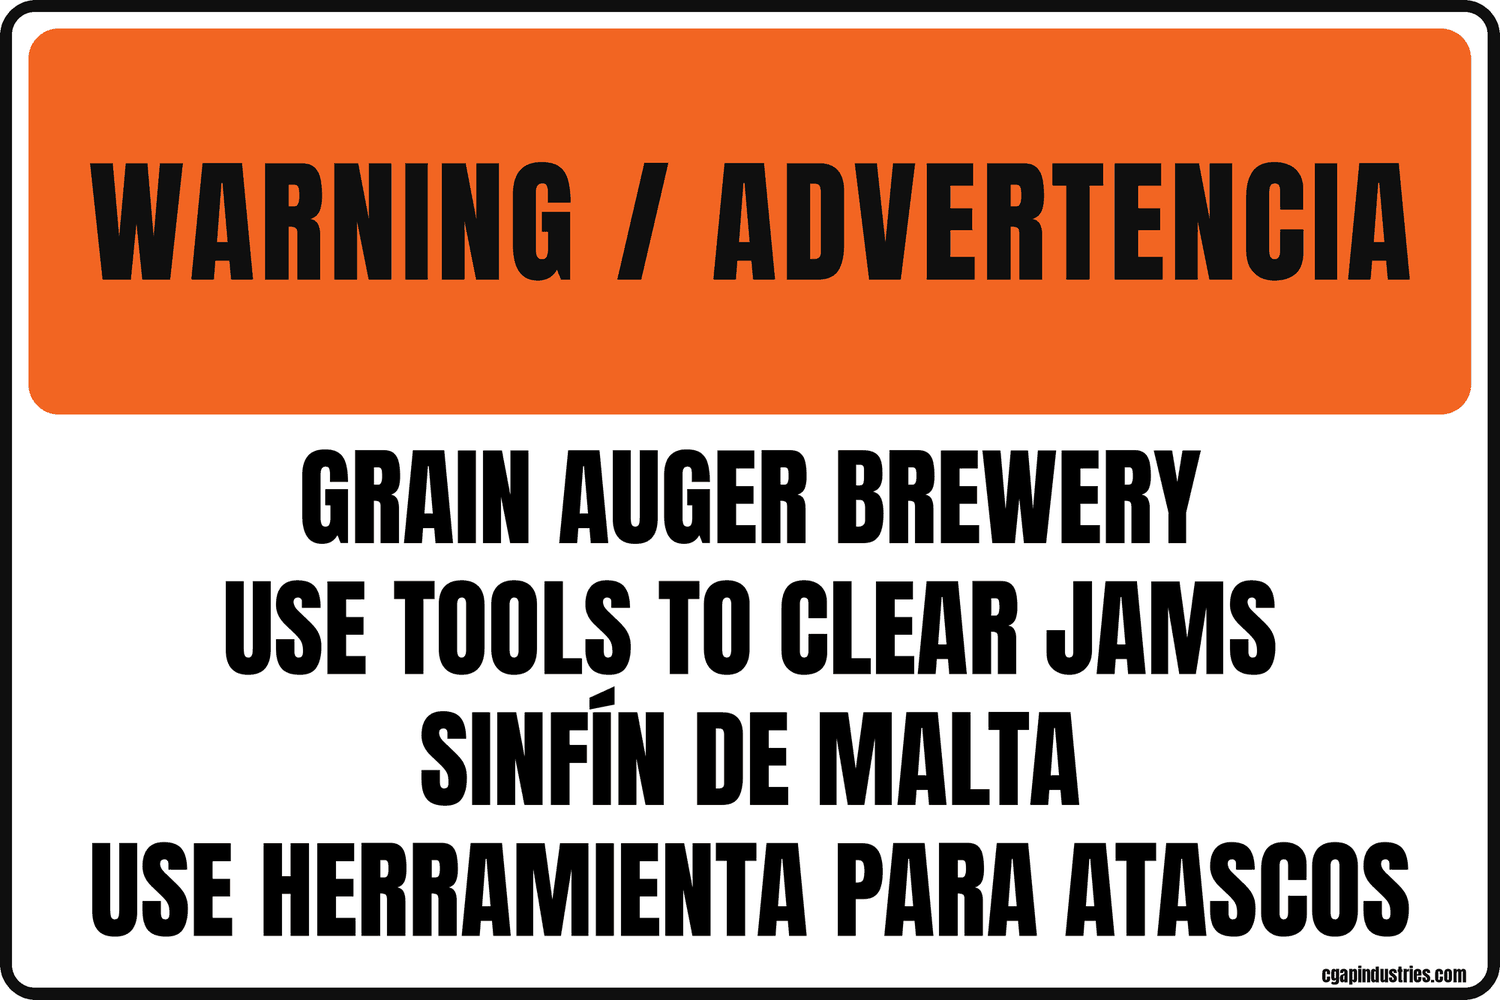 WARNING / ADVERTENCIA
GRAIN AUGER BREWERY
USE TOOLS TO CLEAR JAMS
SINFÍN DE MALTA
USE HERRAMIENTA PARA ATASCOS
cgapindustries.com